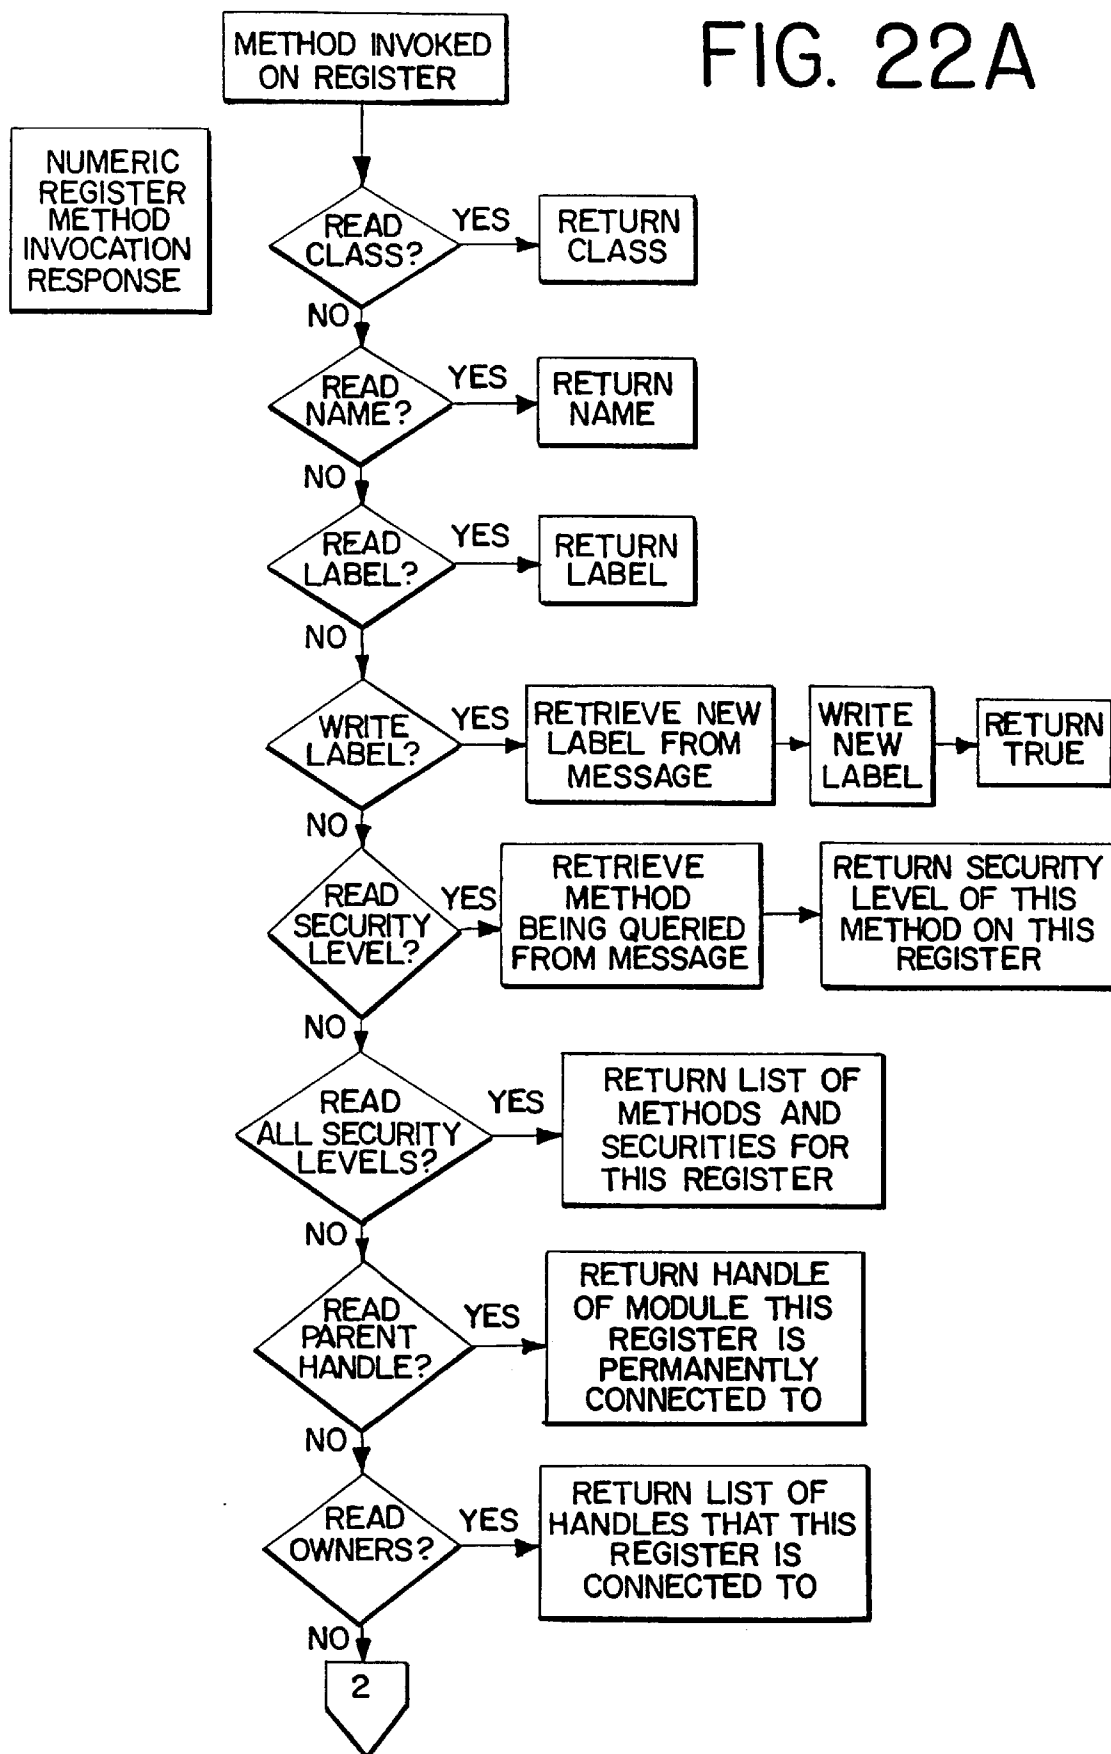 FIG. 22A
METHOD INVOKED
ON REGISTER
NUMERIC
REGISTER
METHOD
INVOCATION
RESPONSE
READ
CLASS?
YES
RETURN
CLASS
NO
READ
NAME?
YES
RETURN
NAME
NO
READ
LABEL?
YES
RETURN
LABEL
NO
WRITE
LABEL?
YES
RETRIEVE NEW
LABEL FROM
MESSAGE
WRITE
NEW
LABEL
RETURN
TRUE
NO
READ
SECURITY
LEVEL?
YES
RETRIEVE
METHOD
BEING QUERIED
FROM MESSAGE
RETURN SECURITY
LEVEL OF THIS
METHOD ON THIS
REGISTER
NO
READ
ALL SECURITY
LEVELS?
YES
RETURN LIST OF
METHODS AND
SECURITIES FOR
THIS REGISTER
NO
READ
PARENT
HANDLE?
YES
RETURN HANDLE
OF MODULE THIS
REGISTER IS
PERMANENTLY
CONNECTED TO
NO
READ
OWNERS?
YES
RETURN LIST OF
HANDLES THAT THIS
REGISTER IS
CONNECTED TO
NO
2